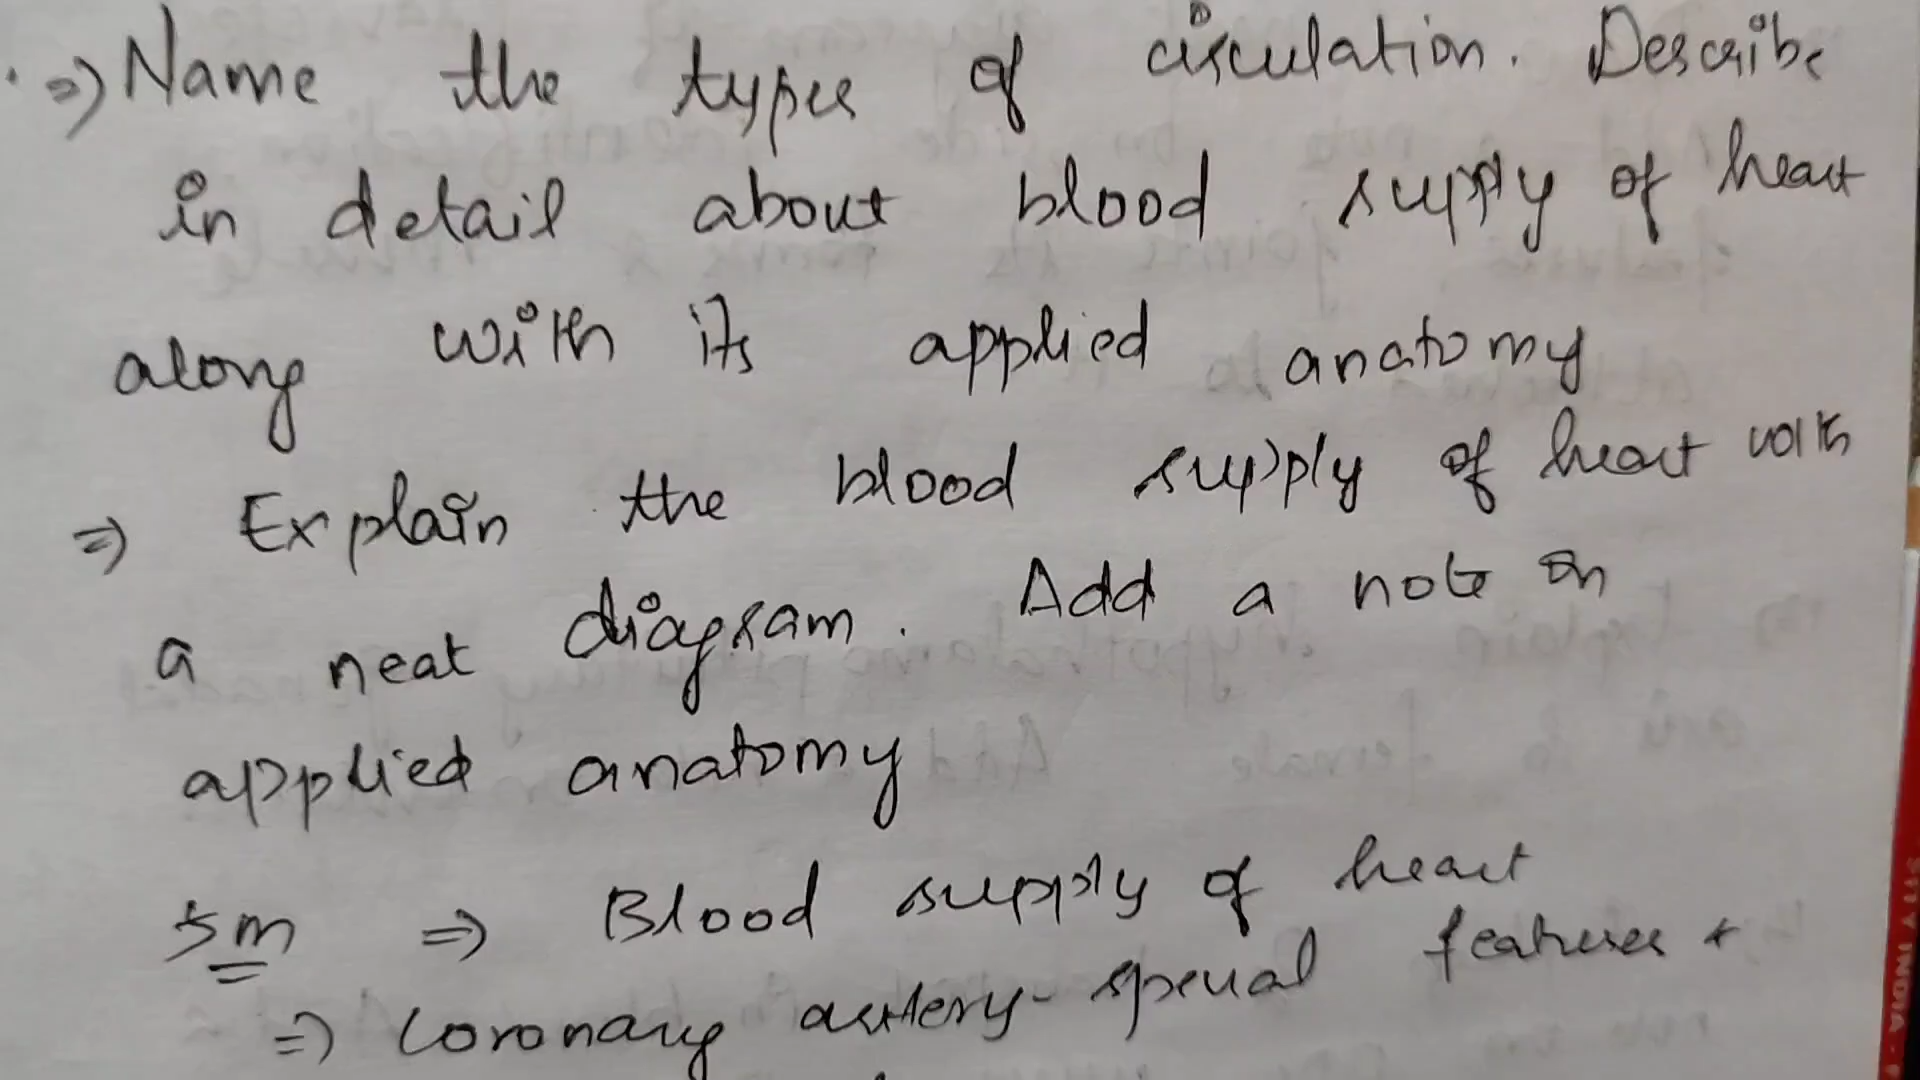 ⇒ Name the types of circulation. Describe
in detail about blood supply of heart
along with its applied anatomy
⇒ Explain the blood supply of heart with
a neat diagram. Add a note on
applied anatomy
5m ⇒ Blood supply of heart
⇒ Coronary artery - special features +